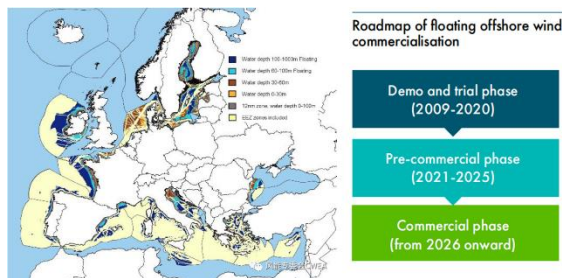 Water depth 100-1000m Floating
Water depth 60-100m Floating
Water depth 30-60m
Water depth 0-30m
12nm zone, water depth 0-100m
EEZ zones included
Roadmap of floating offshore wind
commercialisation
Demo and trial phase
(2009-2020)
Pre-commercial phase
(2021-2025)
Commercial phase
(from 2026 onward)